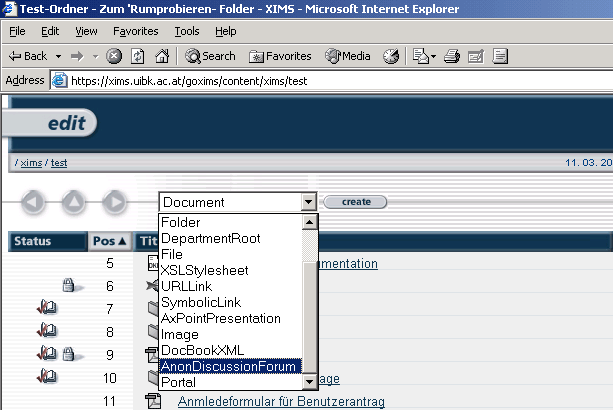 Test-Ordner - Zum 'Rumprobieren- Folder - XIMS - Microsoft Internet Explorer
File Edit View Favorites Tools Help
Back Search Favorites Media
Address https://xims.uibk.ac.at/goxims/content/xims/test
edit
/ xims / test 11. 03. 20
Document create
Folder
Status Pos Tit DepartmentRoot
File
5 mentation
XSLStylesheet
6 URLLink
7 SymbolicLink
AxPointPresentation
8 Image
9 DocBookXML
AnonDiscussionForum
10 Portal age
11 Anmledeformular für Benutzerantrag